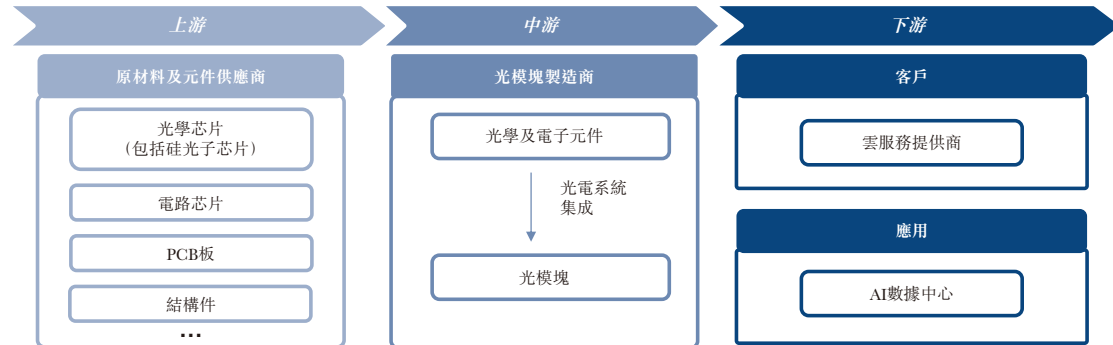 上游
中游
下游
原材料及元件供應商
光學芯片
(包括硅光子芯片)
電路芯片
PCB板
結構件
...
光模塊製造商
光學及電子元件
光電系統
集成
光模塊
客戶
雲服務提供商
應用
AI數據中心